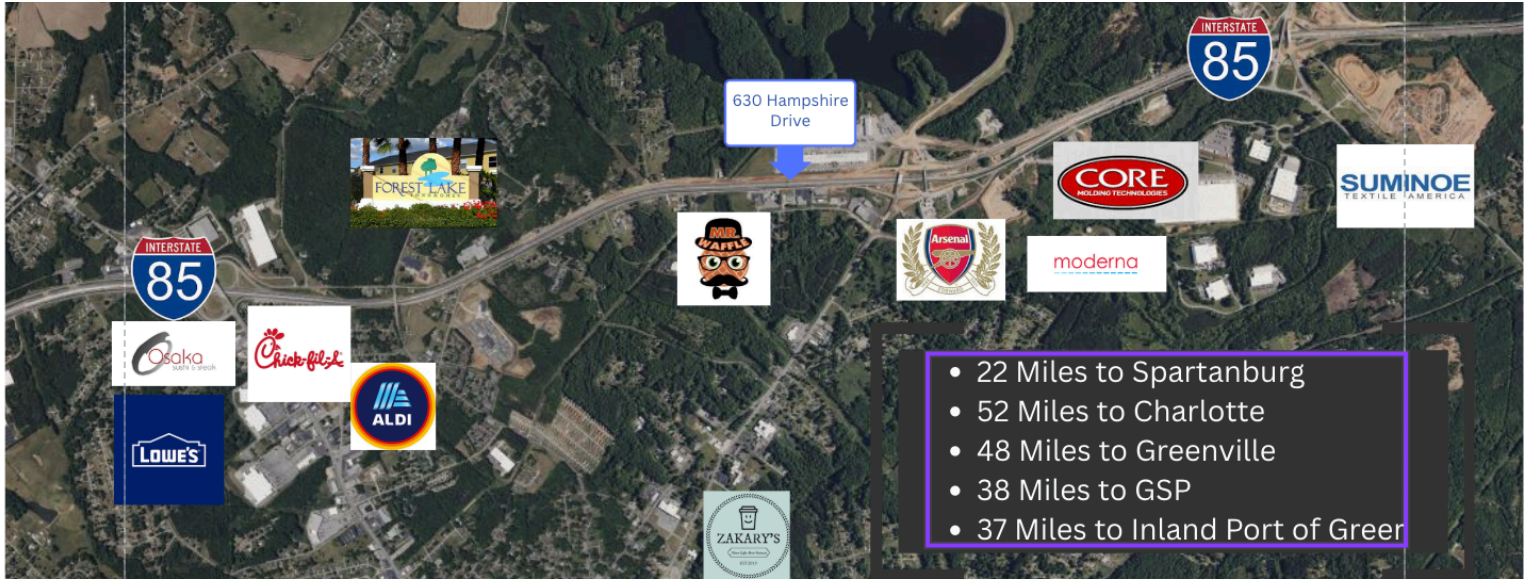 INTERSTATE
85
630 Hampshire
Drive
FOREST LAKE
CORE
MOLDING TECHNOLOGIES
SUMINOE
TEXTILE AMERICA
INTERSTATE
85
MR.
WAFFLE
Arsenal
moderna
Osaka
sushi & steak
Chick-fil-A
ALDI
LOWE'S
ZAKARY'S
• 22 Miles to Spartanburg
• 52 Miles to Charlotte
• 48 Miles to Greenville
• 38 Miles to GSP
• 37 Miles to Inland Port of Greer